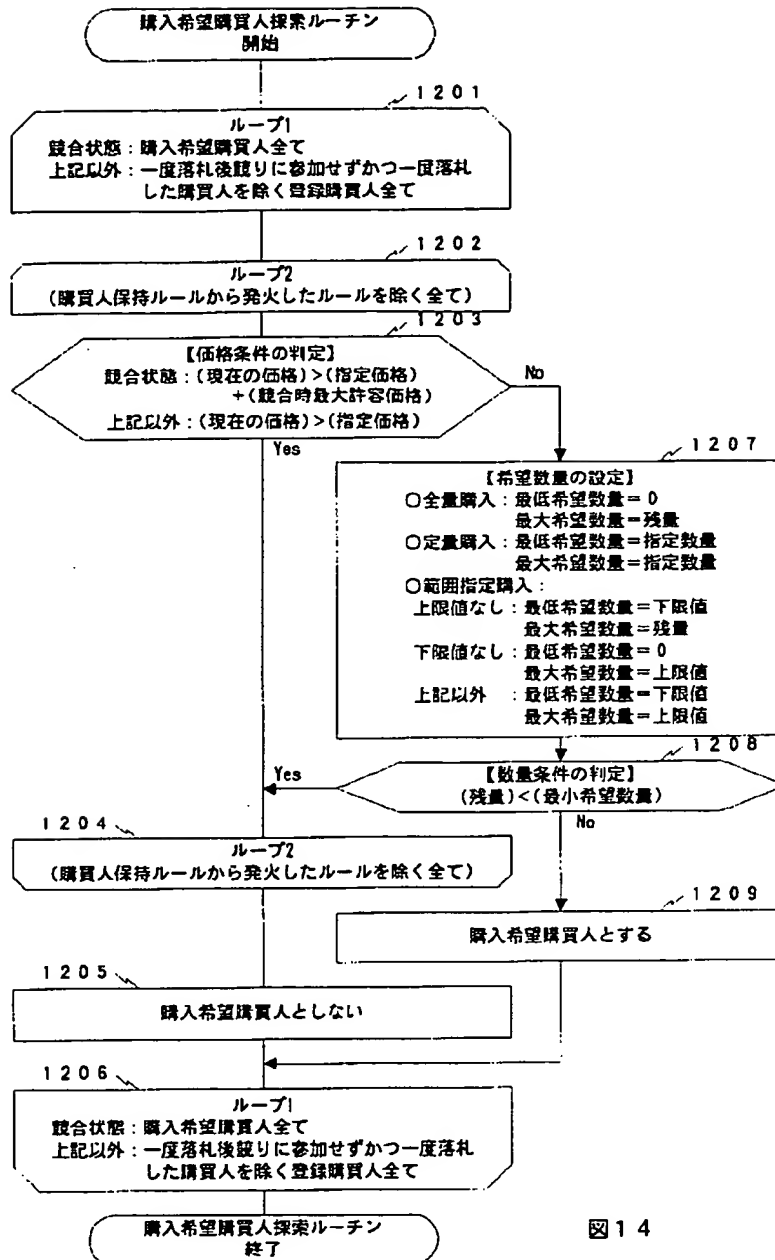 購入希望購買人探索ルーチン
開始
1201
ループ1
競合状態:購入希望購買人全て
上記以外:一度落札後競りに参加せずかつ一度落札
した購買人を除く登録購買人全て
1202
ループ2
(購買人保持ルールから発火したルールを除く全て)
1203
【価格条件の判定】
競合状態:(現在の価格)>(指定価格)
+(競合時最大許容価格)
上記以外:(現在の価格)>(指定価格)
No
Yes
1207
【希望数量の設定】
○全量購入:最低希望数量=0
最大希望数量=残量
○定量購入:最低希望数量=指定数量
最大希望数量=指定数量
○範囲指定購入:
上限値なし:最低希望数量=下限値
最大希望数量=残量
下限値なし:最低希望数量=0
最大希望数量=上限値
上記以外 :最低希望数量=下限値
最大希望数量=上限値
1208
【数量条件の判定】
(残量)<(最小希望数量)
Yes
No
1204
ループ2
(購買人保持ルールから発火したルールを除く全て)
1209
購入希望購買人とする
1205
購入希望購買人としない
1206
ループ1
競合状態:購入希望購買人全て
上記以外:一度落札後競りに参加せずかつ一度落札
した購買人を除く登録購買人全て
購入希望購買人探索ルーチン
終了
図14